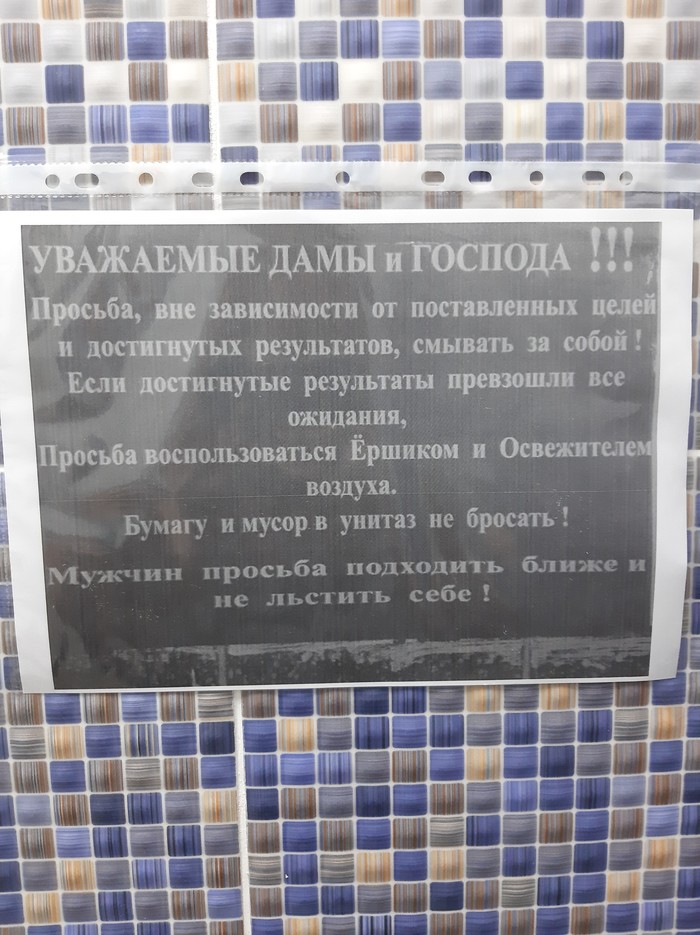 УВАЖАЕМЫЕ ДАМЫ и ГОСПОДА !!!
Просьба, вне зависимости от поставленных целей
и достигнутых результатов, смывать за собой !
Если достигнутые результаты превзошли все
ожидания,
Просьба воспользоваться Ёршиком и Освежителем
воздуха.
Бумагу и мусор в унитаз не бросать !
Мужчин просьба подходить ближе и
не льстить себе !